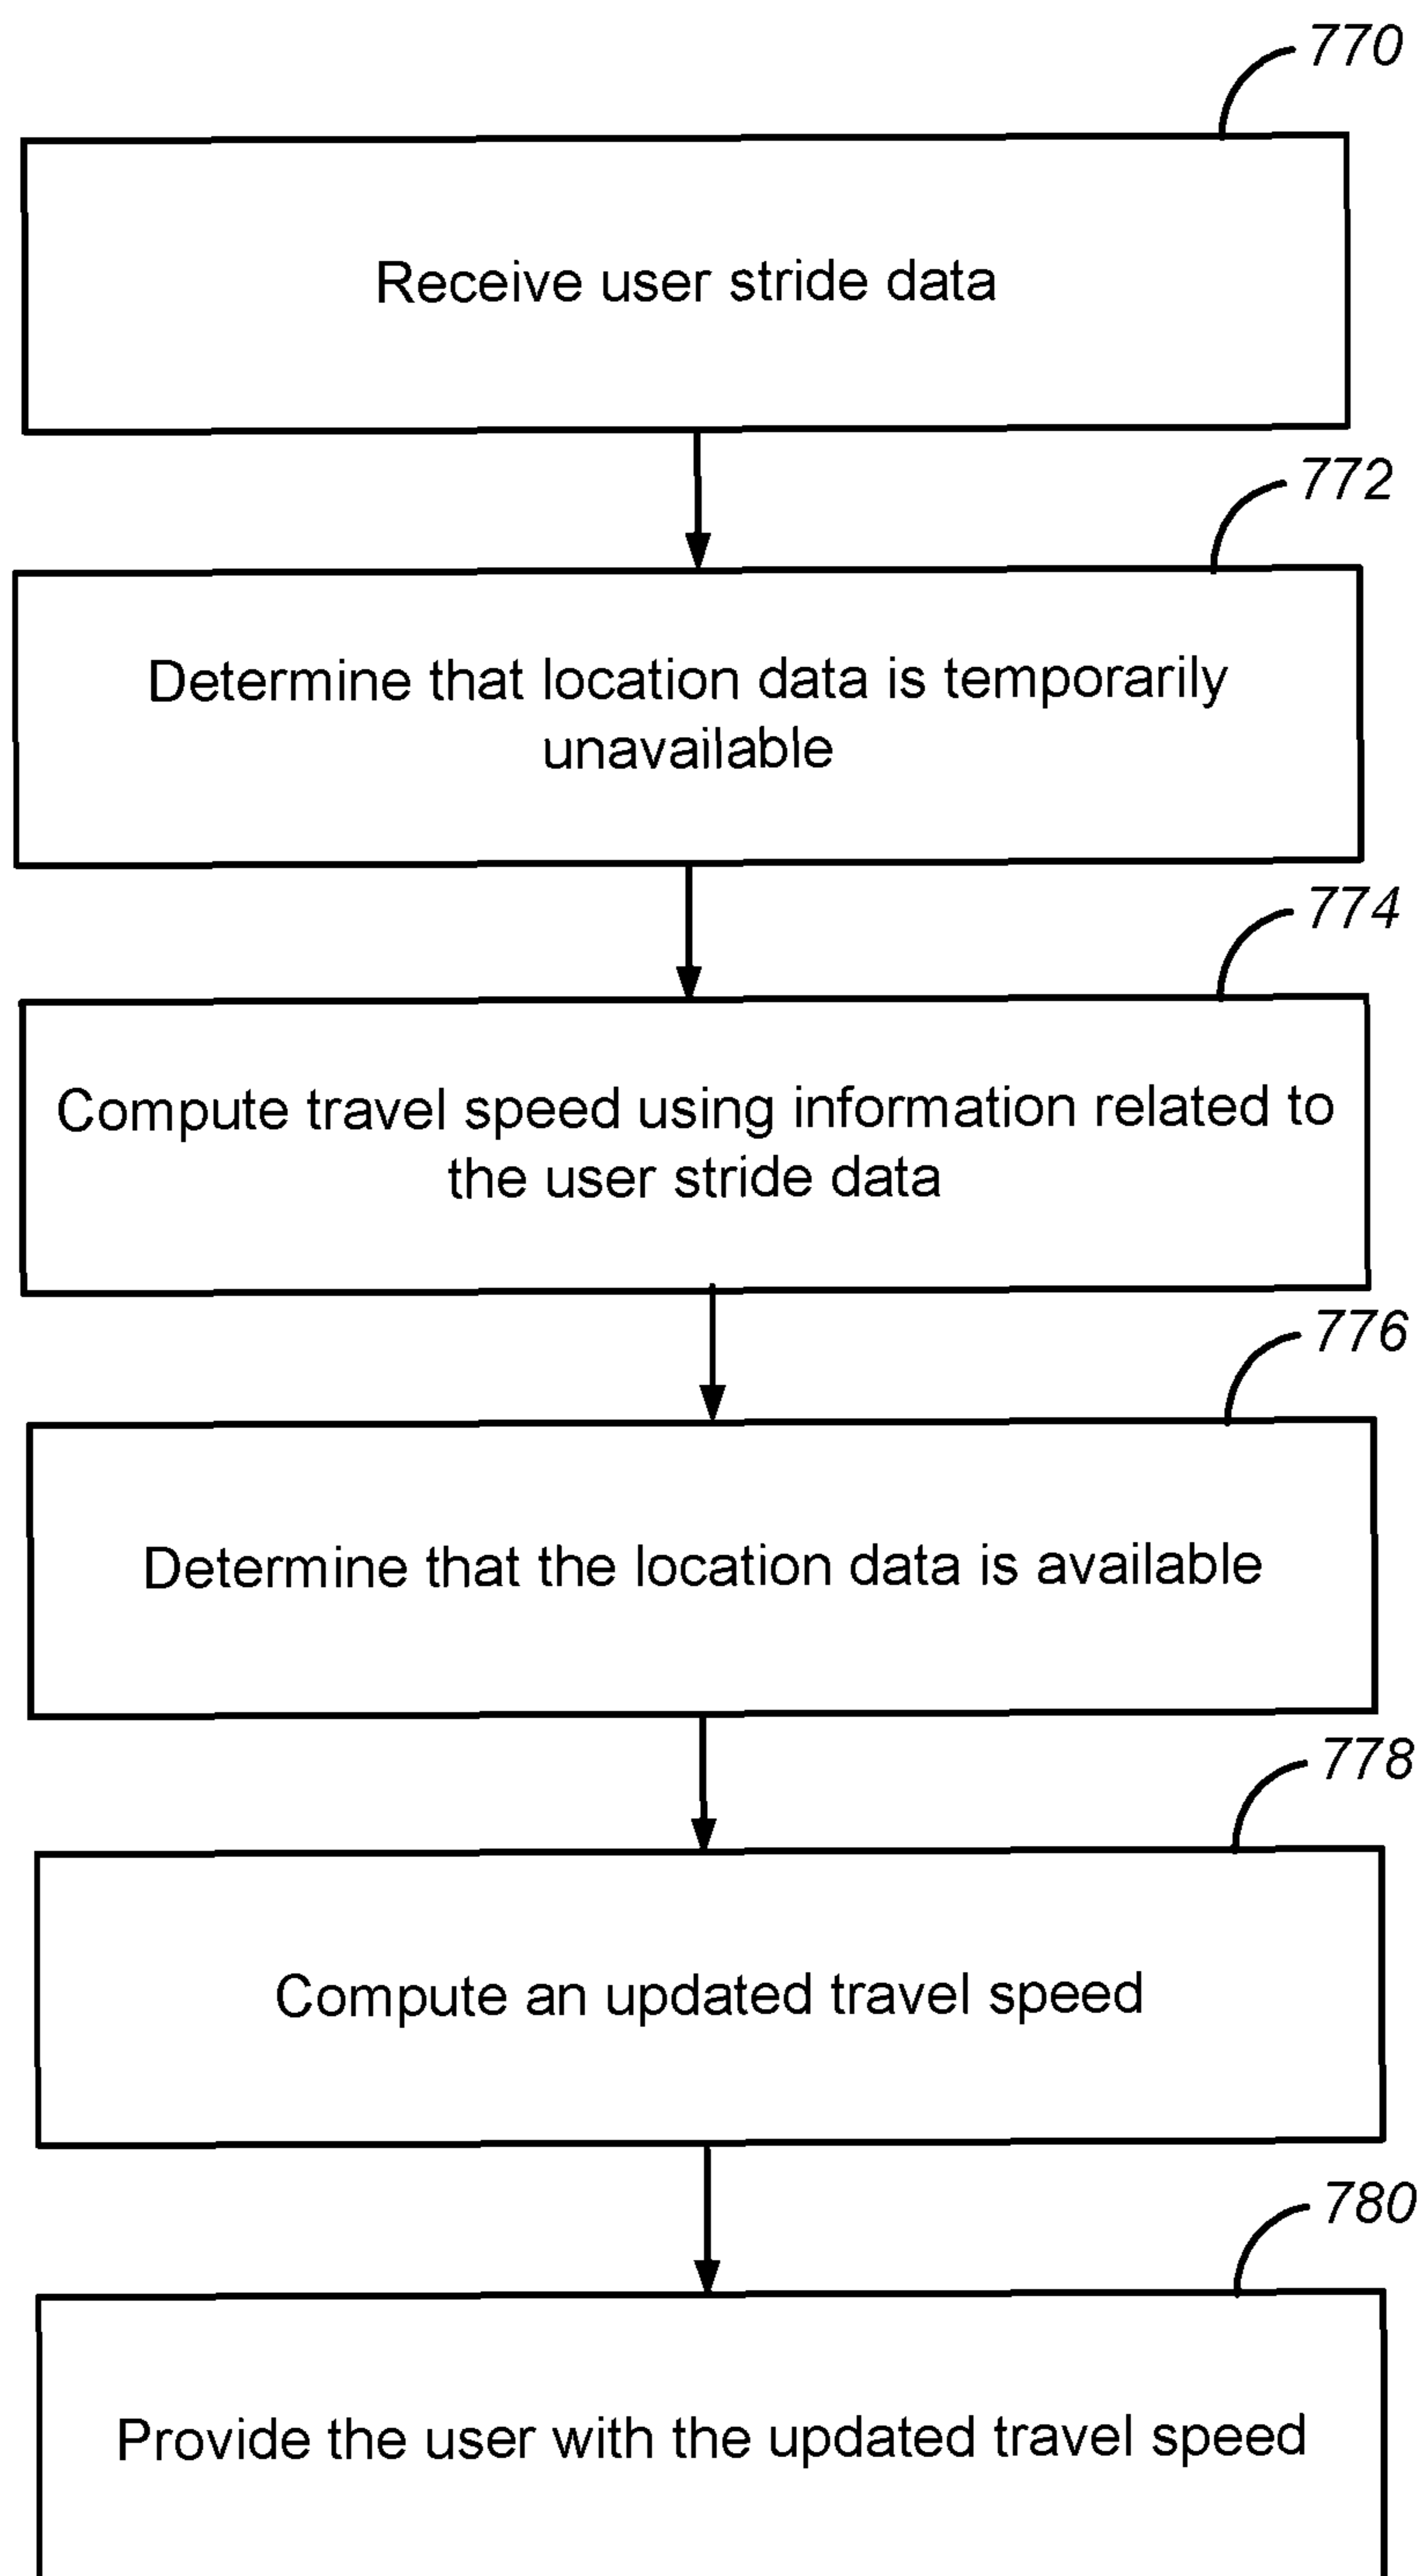 770
Receive user stride data
772
Determine that location data is temporarily
unavailable
774
Compute travel speed using information related to
the user stride data
776
Determine that the location data is available
778
Compute an updated travel speed
780
Provide the user with the updated travel speed